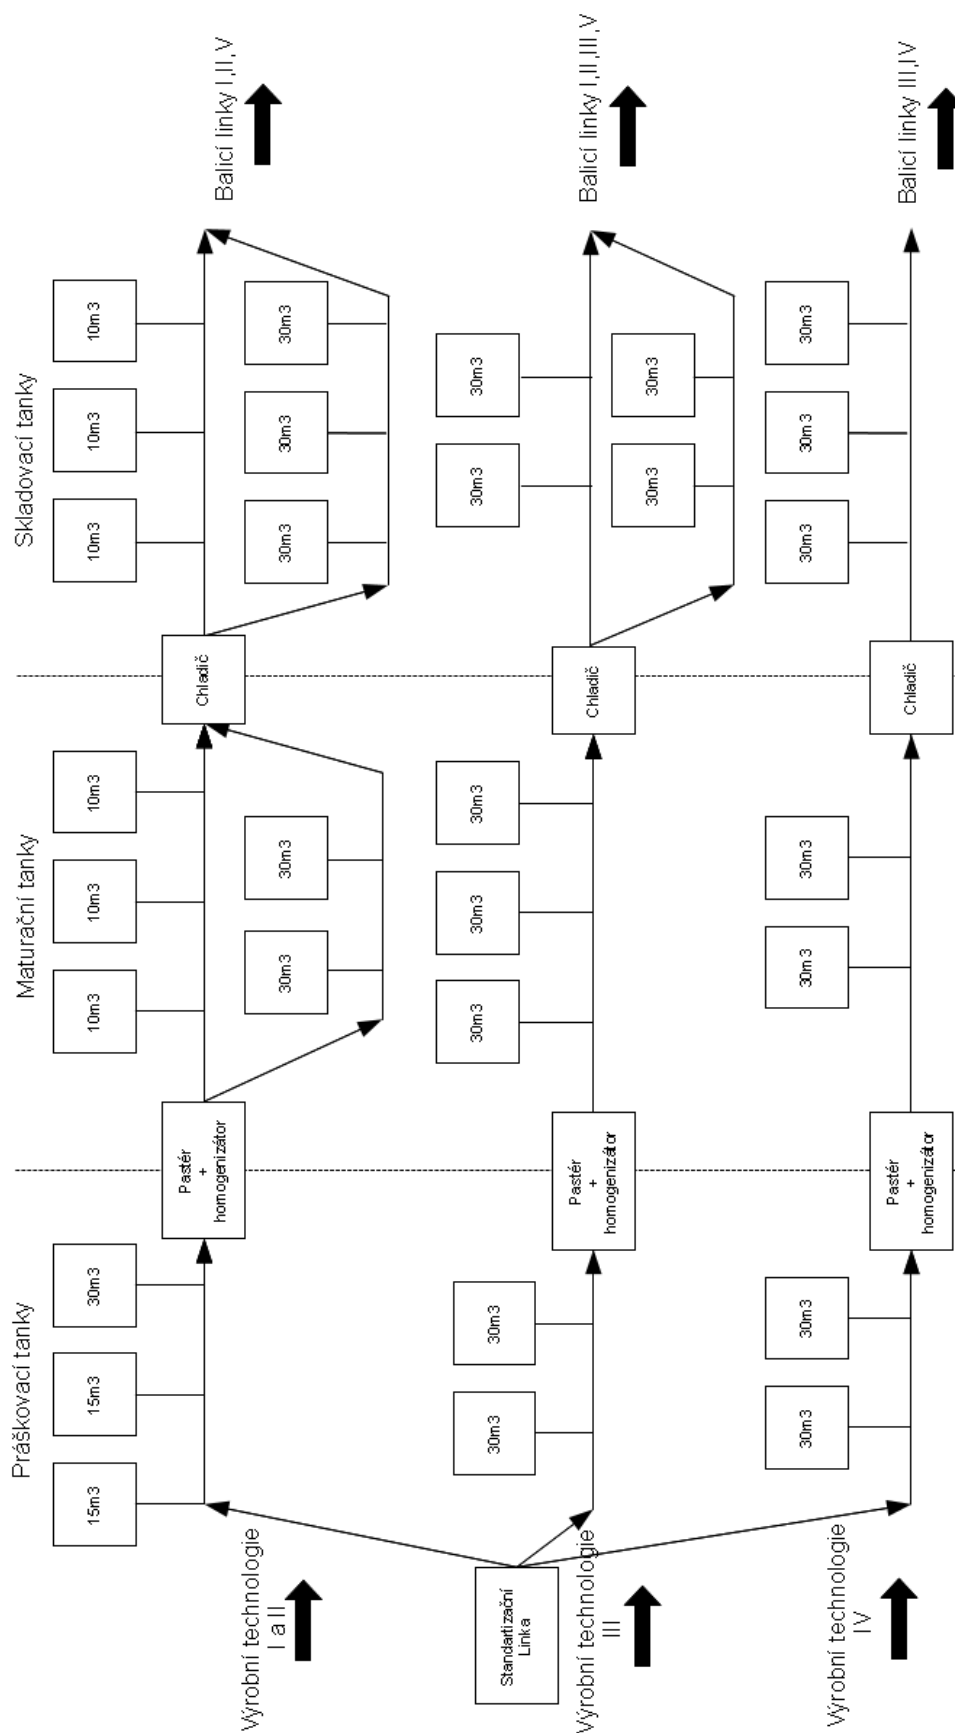 Práškovací tanky
Maturační tanky
Skladovací tanky
15m3
15m3
30m3
10m3
10m3
10m3
10m3
10m3
10m3
Výrobní technologie
I a II
Pastér
+
homogenizátor
Chladič
Balicí linky I,II,V
30m3
30m3
30m3
30m3
30m3
Standartizační
Linka
30m3
30m3
30m3
30m3
30m3
30m3
30m3
Výrobní technologie
III
Pastér
+
homogenizátor
Chladič
Balicí linky I,II,III,V
30m3
30m3
30m3
30m3
30m3
30m3
30m3
30m3
30m3
Výrobní technologie
IV
Pastér
+
homogenizátor
Chladič
Balicí linky III,IV